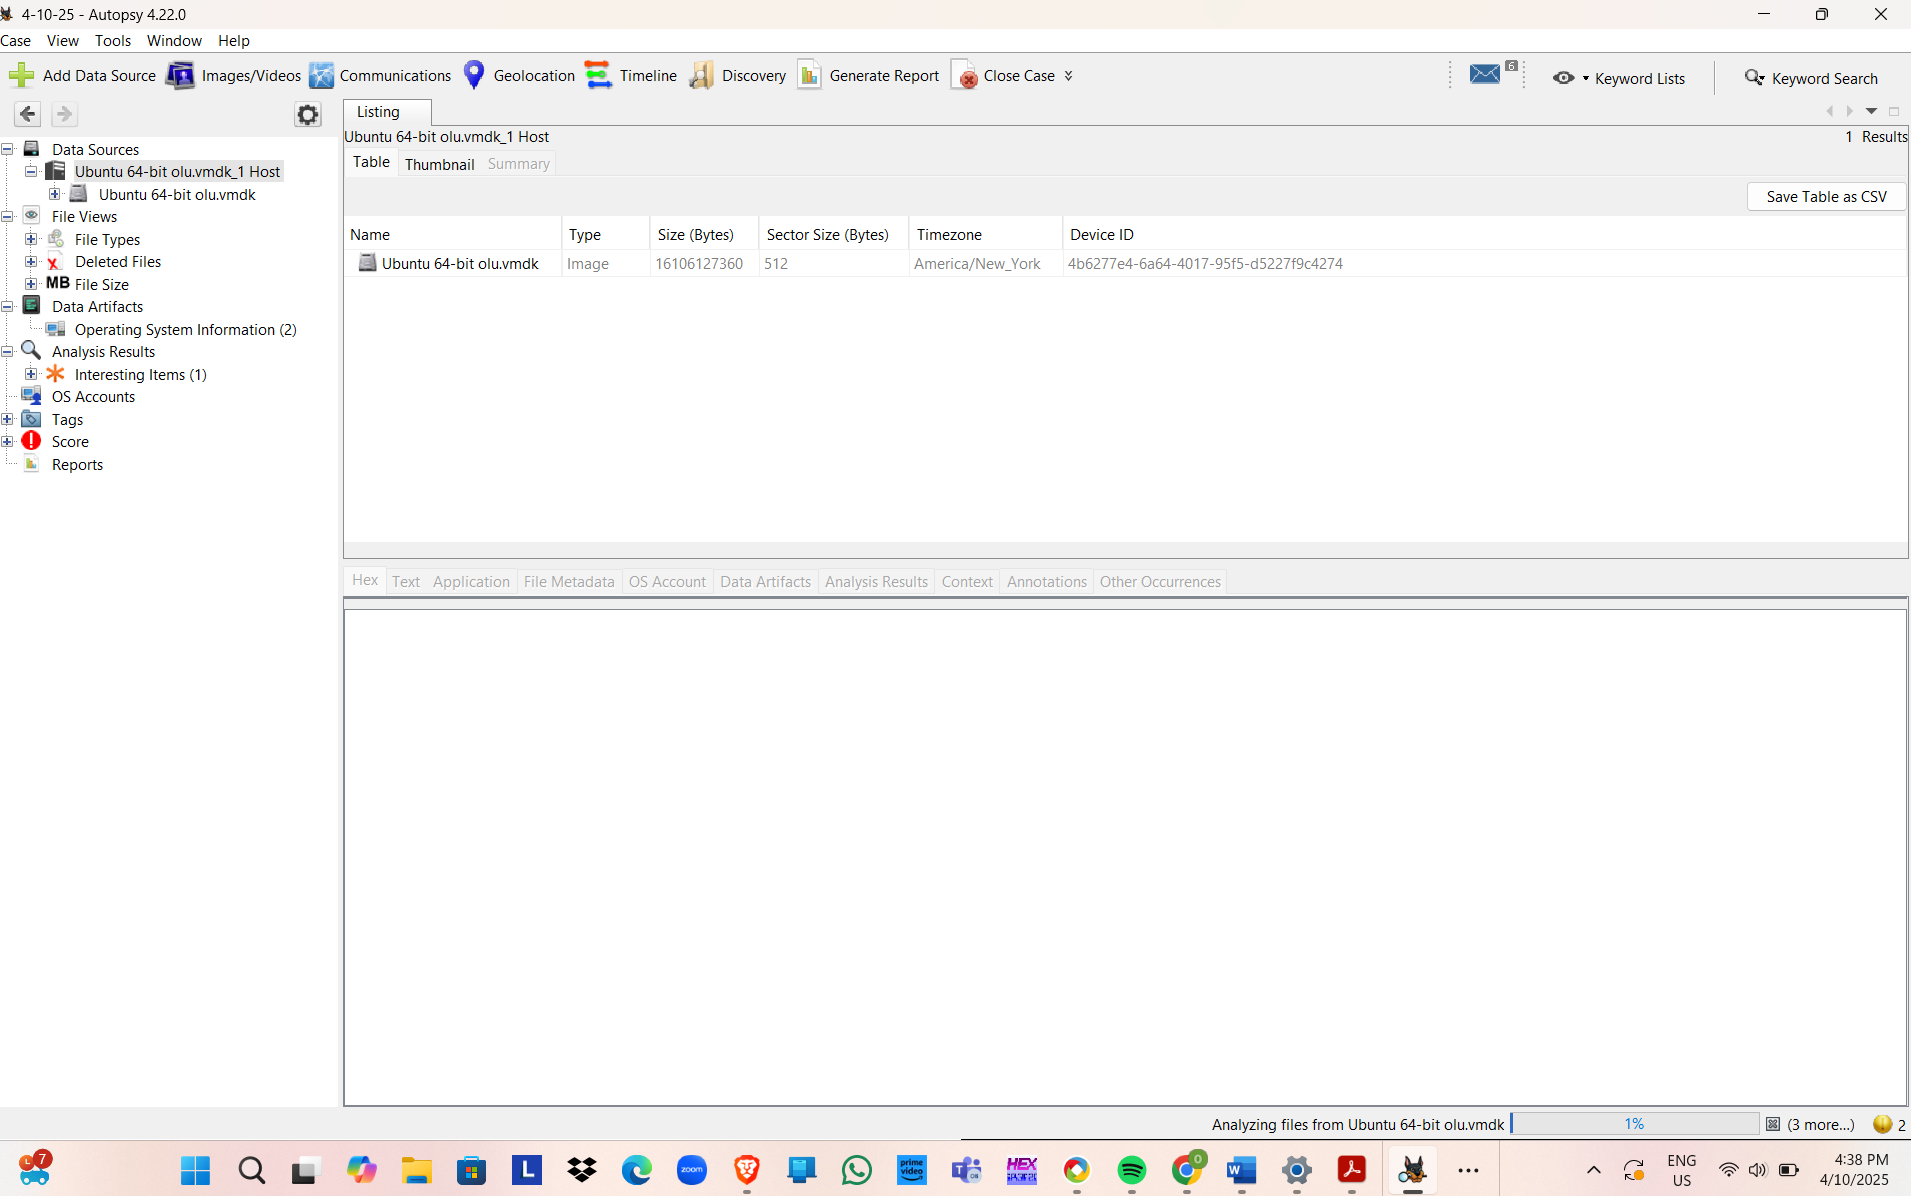 4-10-25 - Autopsy 4.22.0
Case View Tools Window Help
Add Data Source Images/Videos Communications Geolocation Timeline Discovery Generate Report Close Case 6 Keyword Lists Keyword Search
Listing
Ubuntu 64-bit olu.vmdk_1 Host 1 Results
Table Thumbnail Summary
Save Table as CSV
Name Type Size (Bytes) Sector Size (Bytes) Timezone Device ID
Ubuntu 64-bit olu.vmdk Image 16106127360 512 America/New_York 4b6277e4-6a64-4017-95f5-d5227f9c4274
Data Sources
Ubuntu 64-bit olu.vmdk_1 Host
Ubuntu 64-bit olu.vmdk
File Views
File Types
Deleted Files
MB File Size
Data Artifacts
Operating System Information (2)
Analysis Results
Interesting Items (1)
OS Accounts
Tags
Score
Reports
Hex Text Application File Metadata OS Account Data Artifacts Analysis Results Context Annotations Other Occurrences
Analyzing files from Ubuntu 64-bit olu.vmdk 1% (3 more...) 2
7 L zoom prime video HEX 0 ENG 4:38 PM
US 4/10/2025